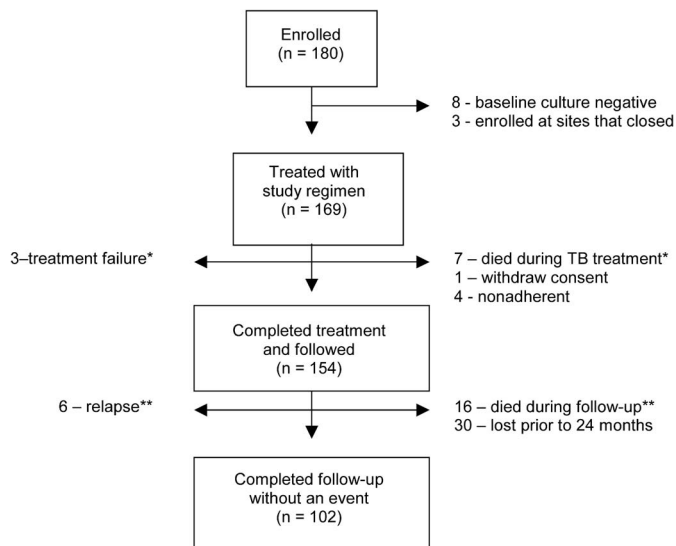 Enrolled
(n = 180)
8 - baseline culture negative
3 - enrolled at sites that closed
Treated with
study regimen
(n = 169)
3–treatment failure*
7 – died during TB treatment*
1 – withdraw consent
4 - nonadherent
Completed treatment
and followed
(n = 154)
6 – relapse**
16 – died during follow-up**
30 – lost prior to 24 months
Completed follow-up
without an event
(n = 102)